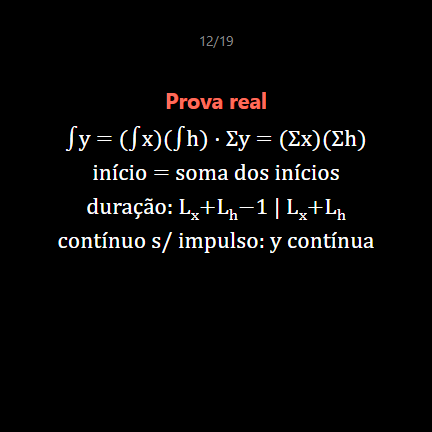 12/19
Prova real
∫y = (∫x)(∫h) · Σy = (Σx)(Σh)
início = soma dos inícios
duração: Lₓ+Lₕ−1 | Lₓ+Lₕ
contínuo s/ impulso: y contínua